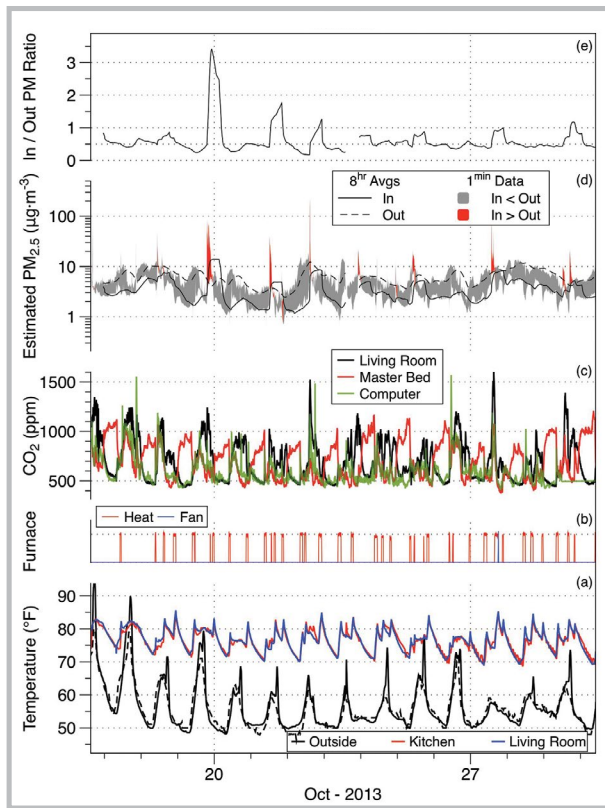 (e)
In / Out PM Ratio
3
2
1
0
(d)
8hr Avgs
1min Data
In
In < Out
Out
In > Out
Estimated PM2.5 (µg·m-3)
100
10
1
(c)
Living Room
Master Bed
Computer
CO2 (ppm)
1500
1000
500
(b)
Heat
Fan
Furnace
(a)
Temperature (°F)
90
80
70
60
50
Outside
Kitchen
Living Room
20
27
Oct - 2013